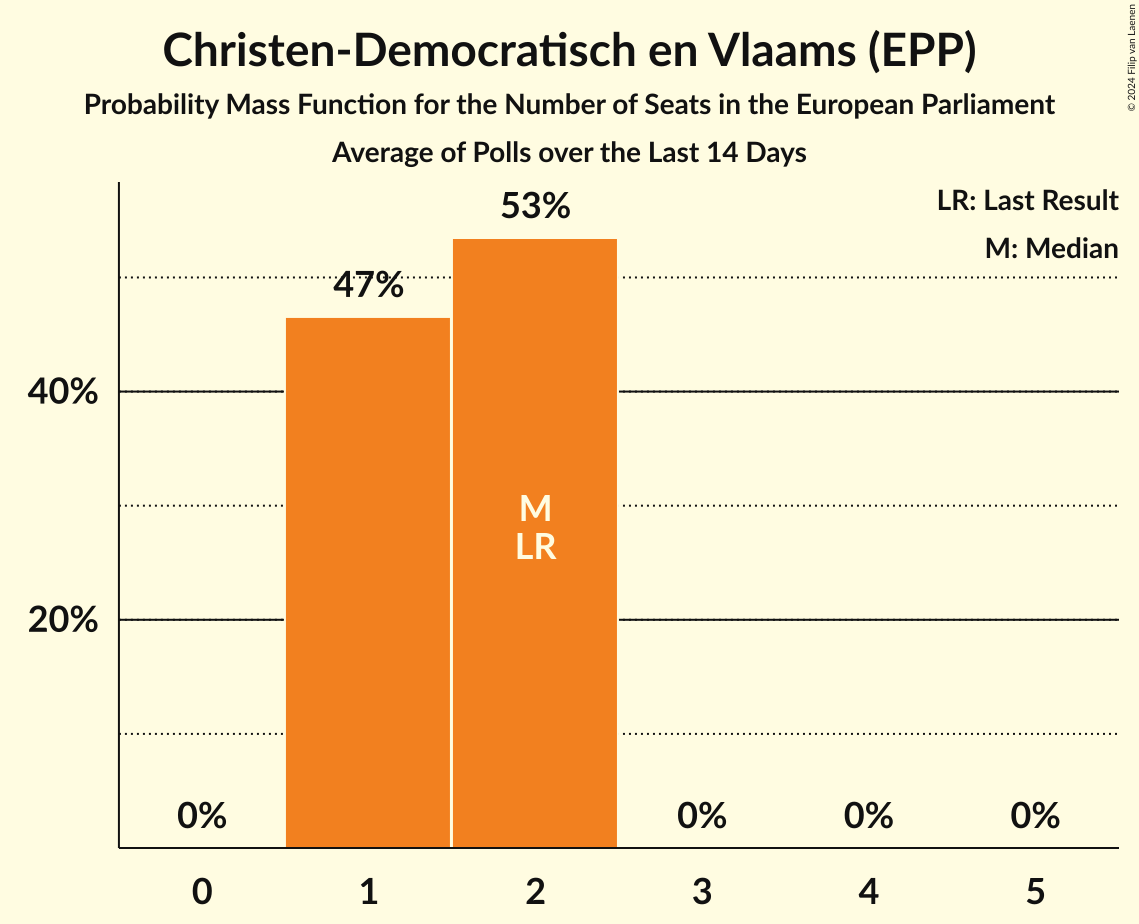 Christen-Democratisch en Vlaams (EPP)
Probability Mass Function for the Number of Seats in the European Parliament
Average of Polls over the Last 14 Days
© 2024 Filip van Laenen
LR: Last Result
M: Median
53%
47%
40%
20%
M
LR
0%
0%
0%
0%
0
1
2
3
4
5